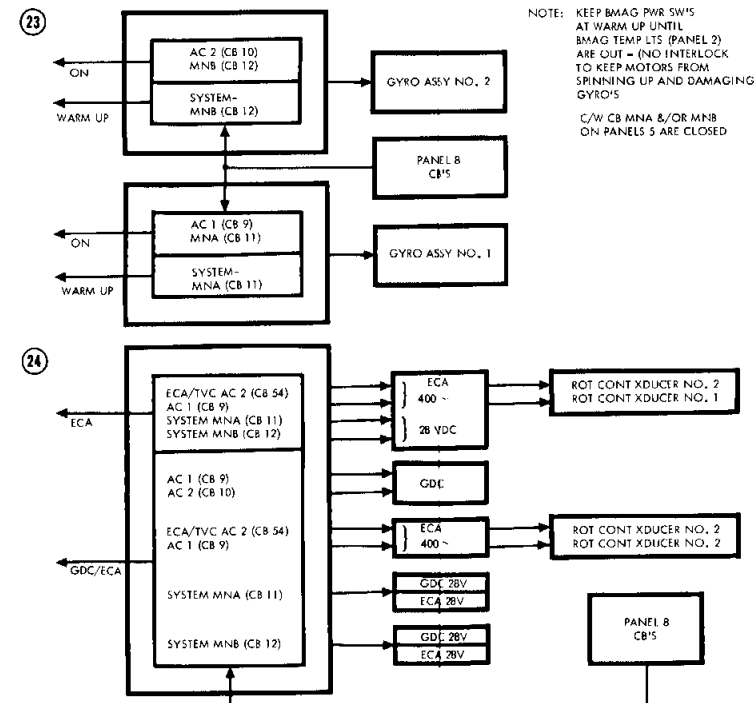 23
AC 2 (CB 10)
MNB (CB 12)
ON
SYSTEM-
MNB (CB 12)
WARM UP
GYRO ASSY NO. 2
NOTE: KEEP BMAG PWR SW'S
AT WARM UP UNTIL
BMAG TEMP LTS (PANEL 2)
ARE OUT - (NO INTERLOCK
TO KEEP MOTORS FROM
SPINNING UP AND DAMAGING
GYRO'S
C/W CB MNA &/OR MNB
ON PANELS 5 ARE CLOSED
PANEL 8
CB'S
AC 1 (CB 9)
MNA (CB 11)
ON
SYSTEM-
MNA (CB 11)
WARM UP
GYRO ASSY NO. 1
24
ECA/TVC AC 2 (CB 54)
AC 1 (CB 9)
SYSTEM MNA (CB 11)
SYSTEM MNB (CB 12)
ECA
ECA
400 ~
28 VDC
ROT CONT XDUCER NO. 2
ROT CONT XDUCER NO. 1
AC 1 (CB 9)
AC 2 (CB 10)
GDC
ECA/TVC AC 2 (CB 54)
AC 1 (CB 9)
ECA
400 ~
ROT CONT XDUCER NO. 2
ROT CONT XDUCER NO. 2
GDC/ECA
SYSTEM MNA (CB 11)
GDC 28V
ECA 28V
SYSTEM MNB (CB 12)
GDC 28V
ECA 28V
PANEL 8
CB'S